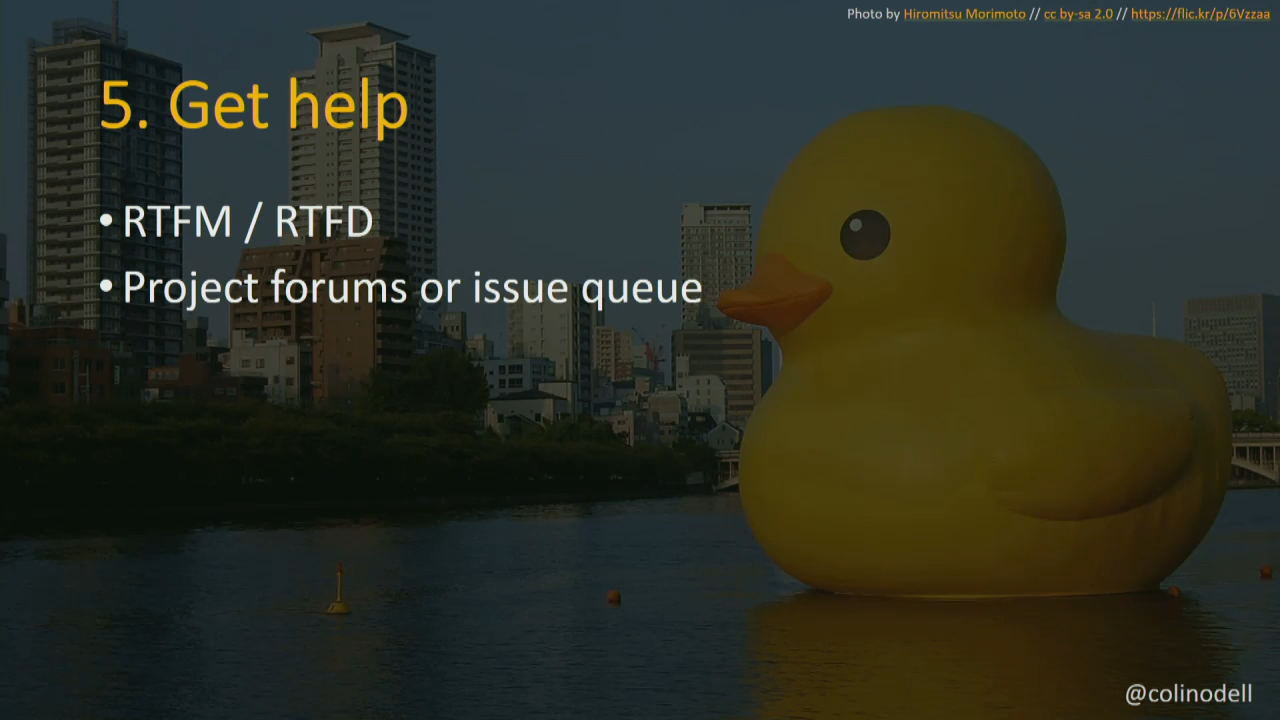 Photo by Hiromitsu Morimoto // cc by-sa 2.0 // https://flic.kr/p/6Vzzaa
5. Get help
• RTFM / RTFD
• Project forums or issue queue
@colinodell